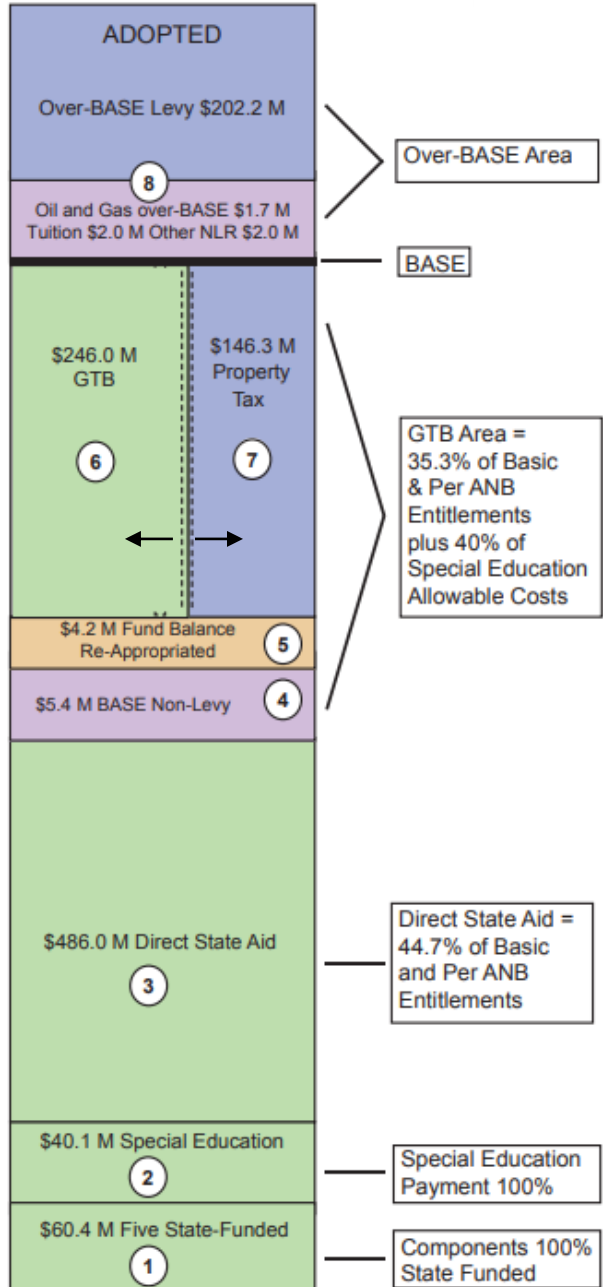 ADOPTED
Over-BASE Levy $202.2 M
8
Oil and Gas over-BASE $1.7 M
Tuition $2.0 M Other NLR $2.0 M
Over-BASE Area
BASE
$246.0 M
GTB
6
$146.3 M
Property
Tax
7
GTB Area =
35.3% of Basic
& Per ANB
Entitlements
plus 40% of
Special Education
Allowable Costs
$4.2 M Fund Balance
Re-Appropriated
5
$5.4 M BASE Non-Levy
4
$486.0 M Direct State Aid
3
Direct State Aid =
44.7% of Basic
and Per ANB
Entitlements
$40.1 M Special Education
2
Special Education
Payment 100%
$60.4 M Five State-Funded
1
Components 100%
State Funded